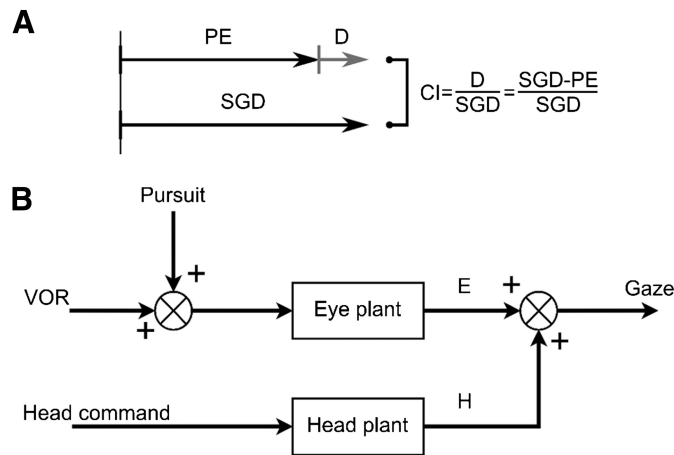 A
PE D
SGD
CI=D/SGD=SGD-PE/SGD
B
Pursuit
+
VOR
+
Eye plant
E
+
Gaze
+
Head command
Head plant
H